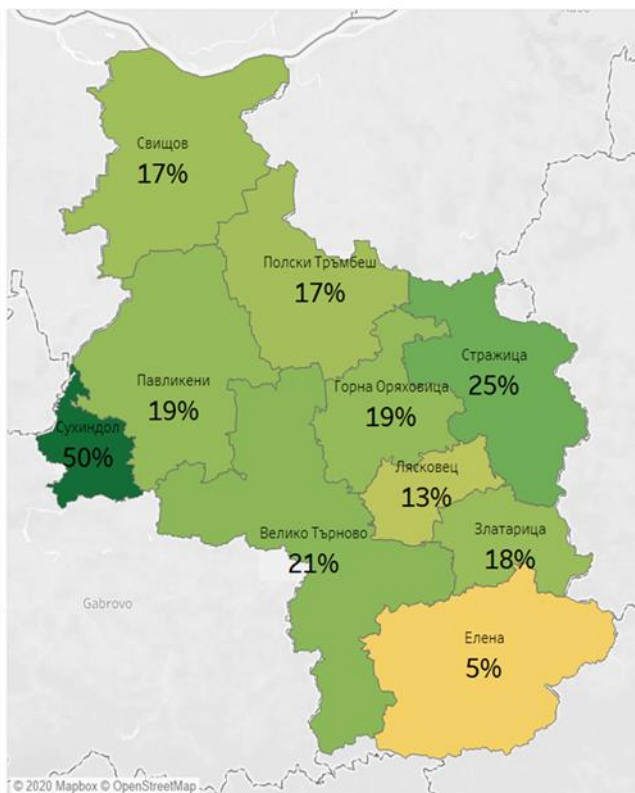 Свищов
17%
Полски Тръмбеш
17%
Стражица
25%
Павликени
19%
Горна Оряховица
19%
Сухиндол
50%
Лясковец
13%
Велико Търново
21%
Златарица
18%
Gabrovo
Елена
5%
© 2020 Mapbox © OpenStreetMap